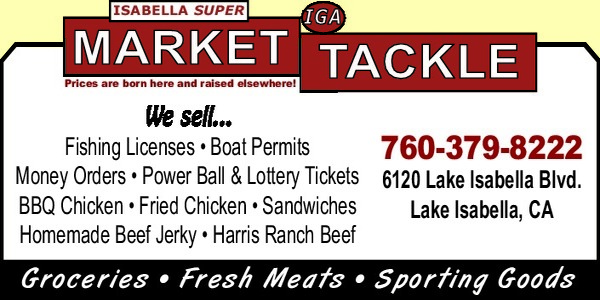 ISABELLA SUPER
IGA
MARKET
TACKLE
Prices are born here and raised elsewhere!
We sell...
Fishing Licenses • Boat Permits
Money Orders • Power Ball & Lottery Tickets
BBQ Chicken • Fried Chicken • Sandwiches
Homemade Beef Jerky • Harris Ranch Beef
760-379-8222
6120 Lake Isabella Blvd.
Lake Isabella, CA
Groceries • Fresh Meats • Sporting Goods